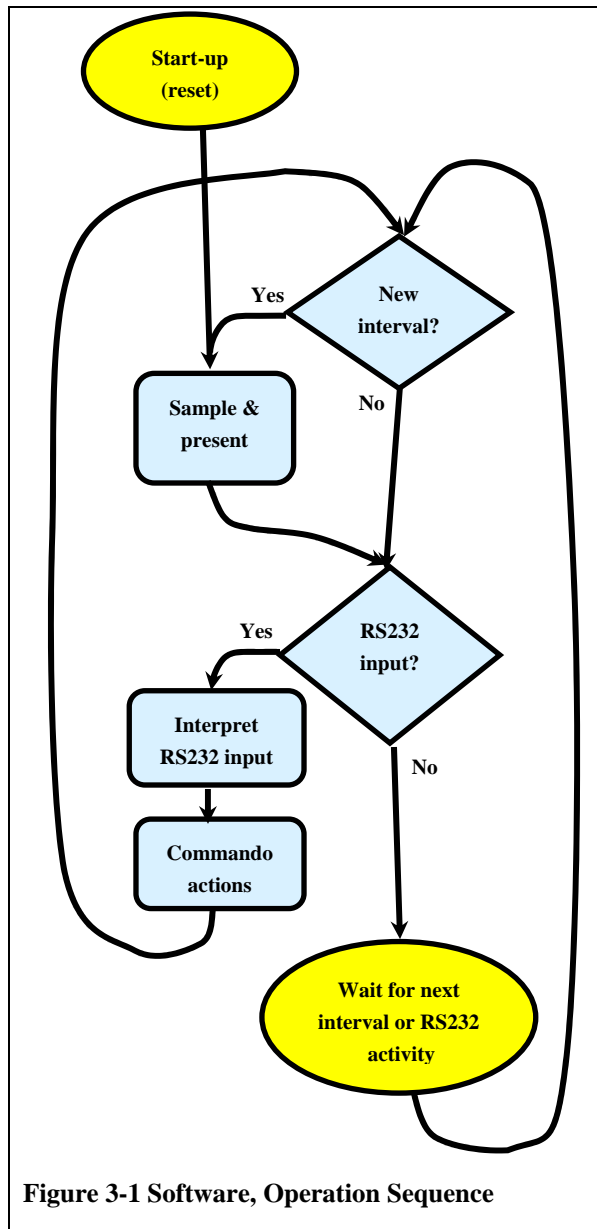 Start-up
(reset)
New
interval?
Yes
Sample &
present
No
RS232
input?
Yes
Interpret
RS232 input
No
Commando
actions
Wait for next
interval or RS232
activity
Figure 3-1 Software, Operation Sequence